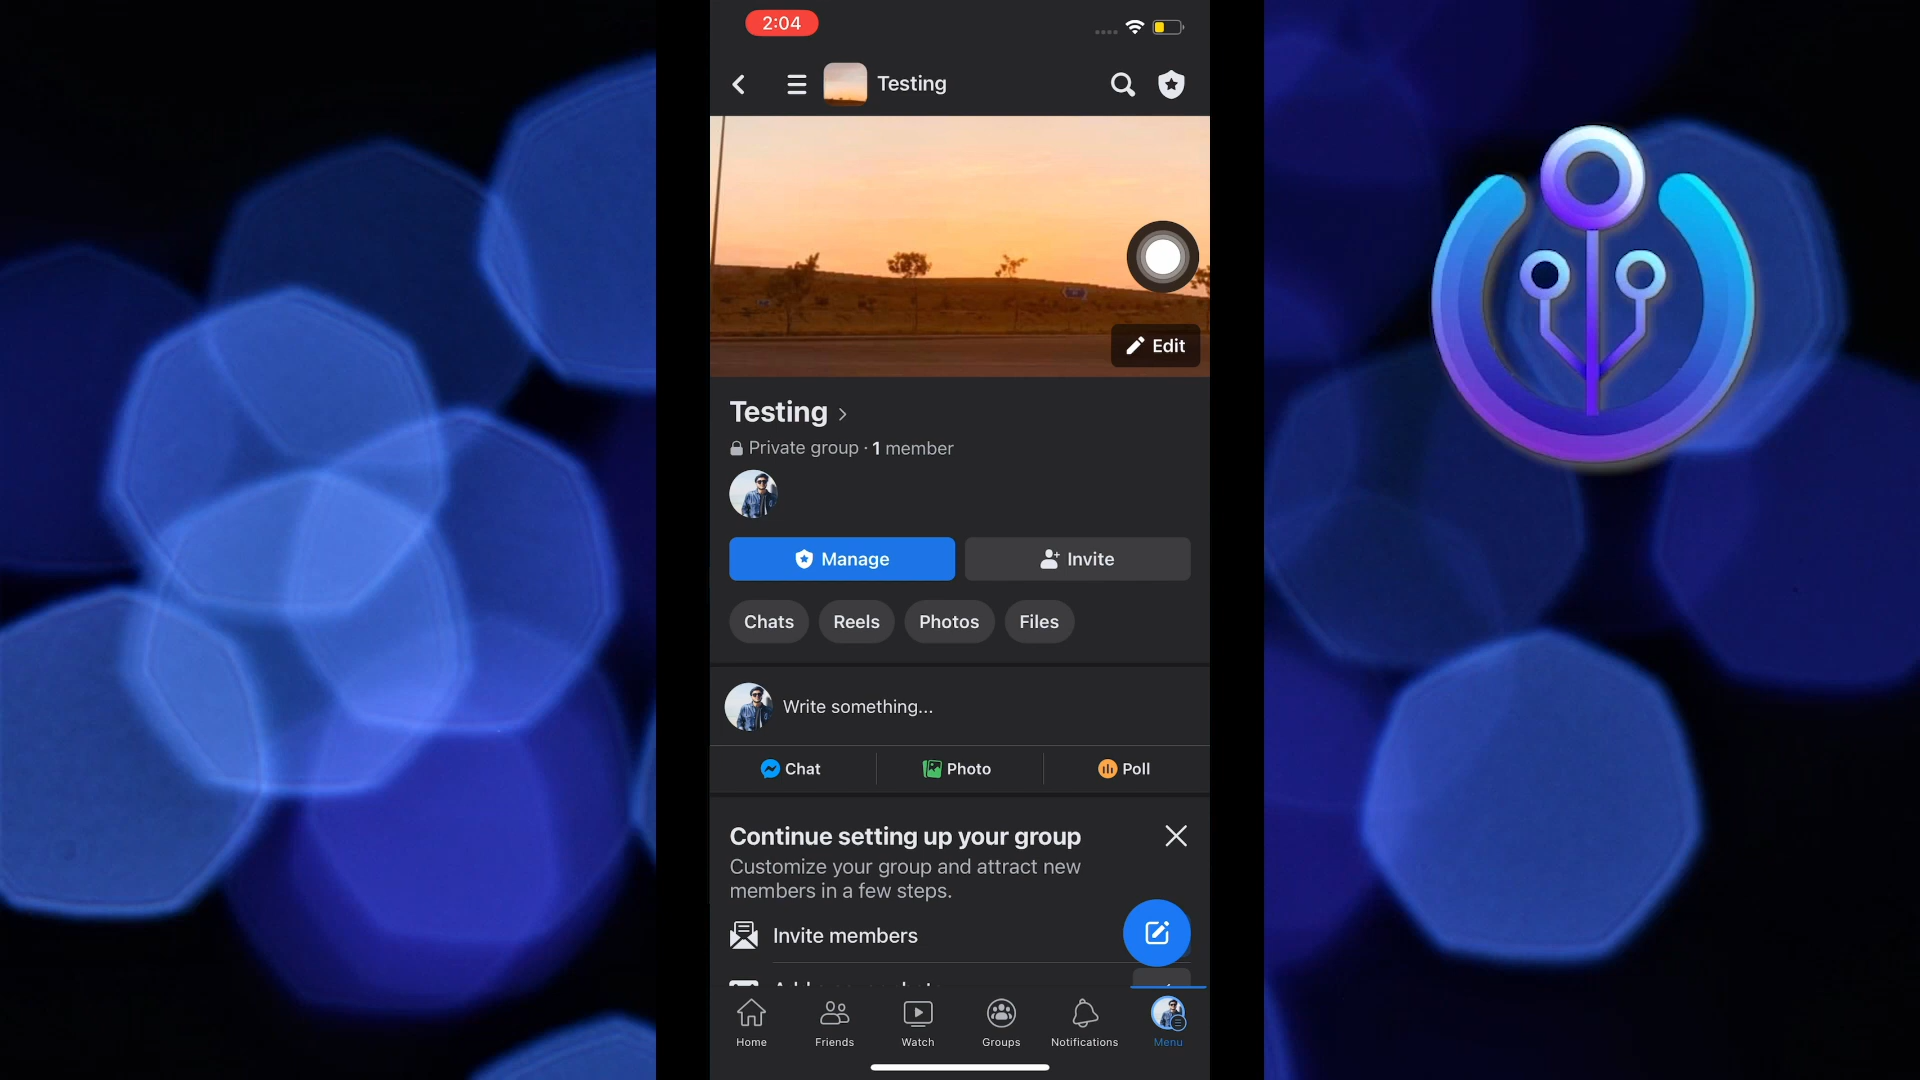 2:04
Testing
Edit
Testing
Private group · 1 member
Manage
Invite
Chats
Reels
Photos
Files
Write something...
Chat
Photo
Poll
Continue setting up your group
Customize your group and attract new
members in a few steps.
Invite members
Home
Friends
Watch
Groups
Notifications
Menu